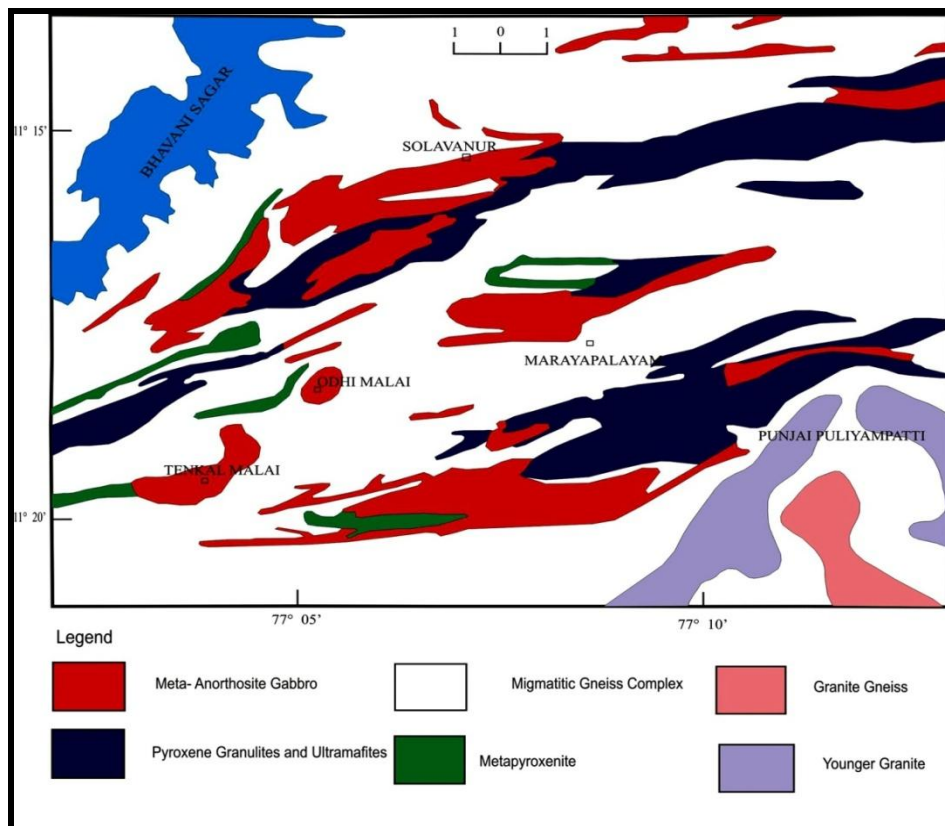 1 0 1
BHAVANI SAGAR
11° 15'
SOLAVANUR
MARAYAPALAYAM
ODHI MALAI
PUNJAI PULIYAMPATTI
TENKAL MALAI
11° 20'
77° 05'
77° 10'
Legend
Meta- Anorthosite Gabbro
Migmatitic Gneiss Complex
Granite Gneiss
Pyroxene Granulites and Ultramafites
Metapyroxenite
Younger Granite